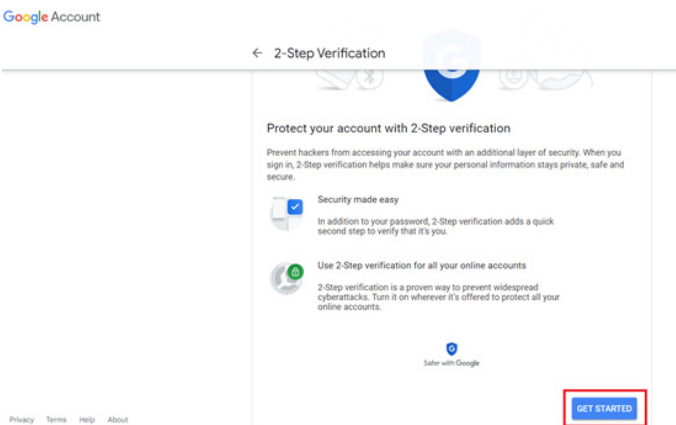 Google Account
← 2-Step Verification
Protect your account with 2-Step verification
Prevent hackers from accessing your account with an additional layer of security. When you
sign in, 2-Step verification helps make sure your personal information stays private, safe and
secure.
Security made easy
In addition to your password, 2-Step verification adds a quick
second step to verify that it's you.
Use 2-Step verification for all your online accounts
2-Step verification is a proven way to prevent widespread
cyberattacks. Turn it on wherever it's offered to protect all your
online accounts.
Safer with Google
GET STARTED
Privacy Terms Help About